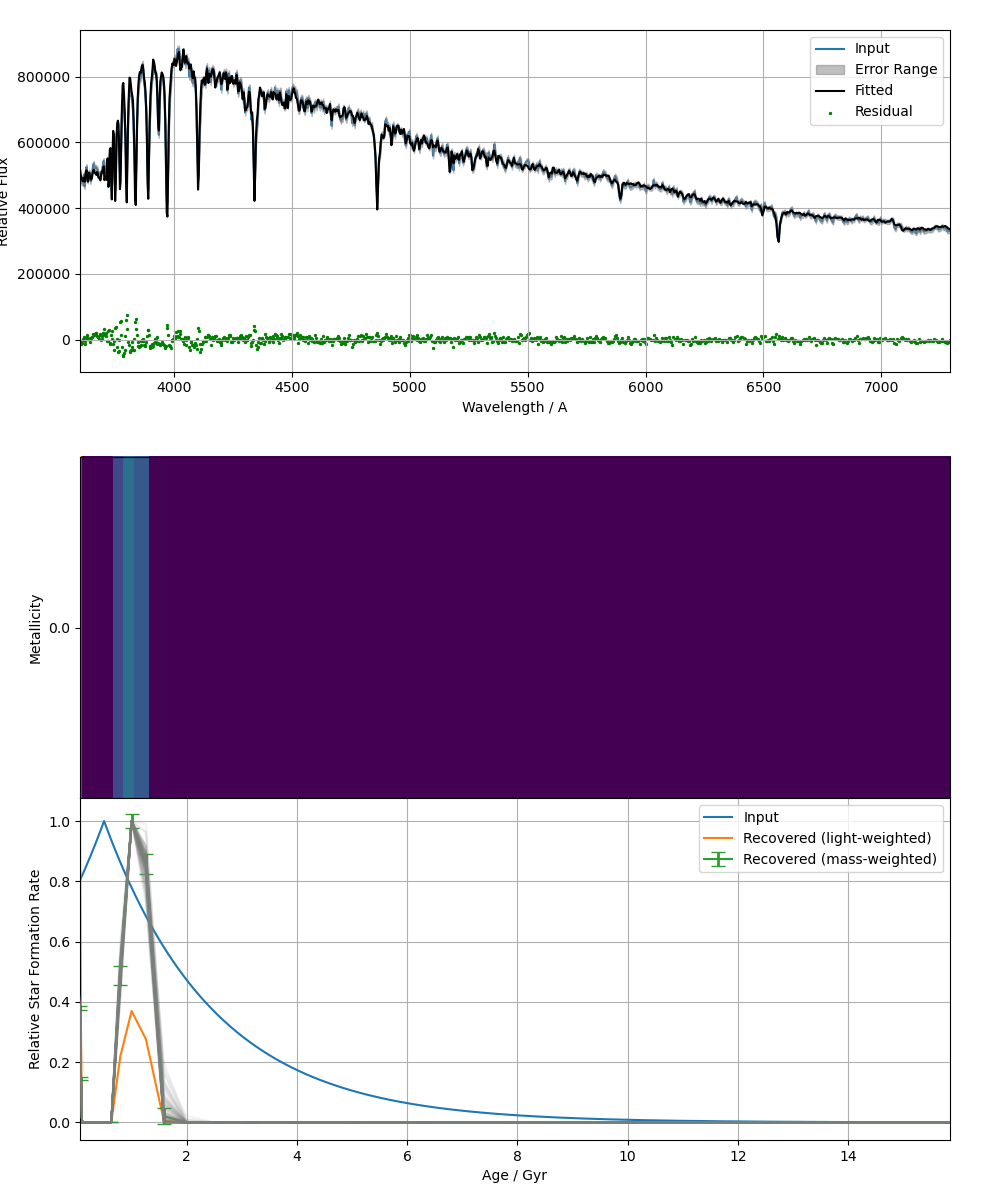 800000
600000
400000
200000
0
Relative Flux
Input
Error Range
Fitted
Residual
4000
4500
5000
5500
6000
6500
7000
Wavelength / A
Metallicity
0.0
1.0
0.8
0.6
0.4
0.2
0.0
Relative Star Formation Rate
Input
Recovered (light-weighted)
Recovered (mass-weighted)
2
4
6
8
10
12
14
Age / Gyr